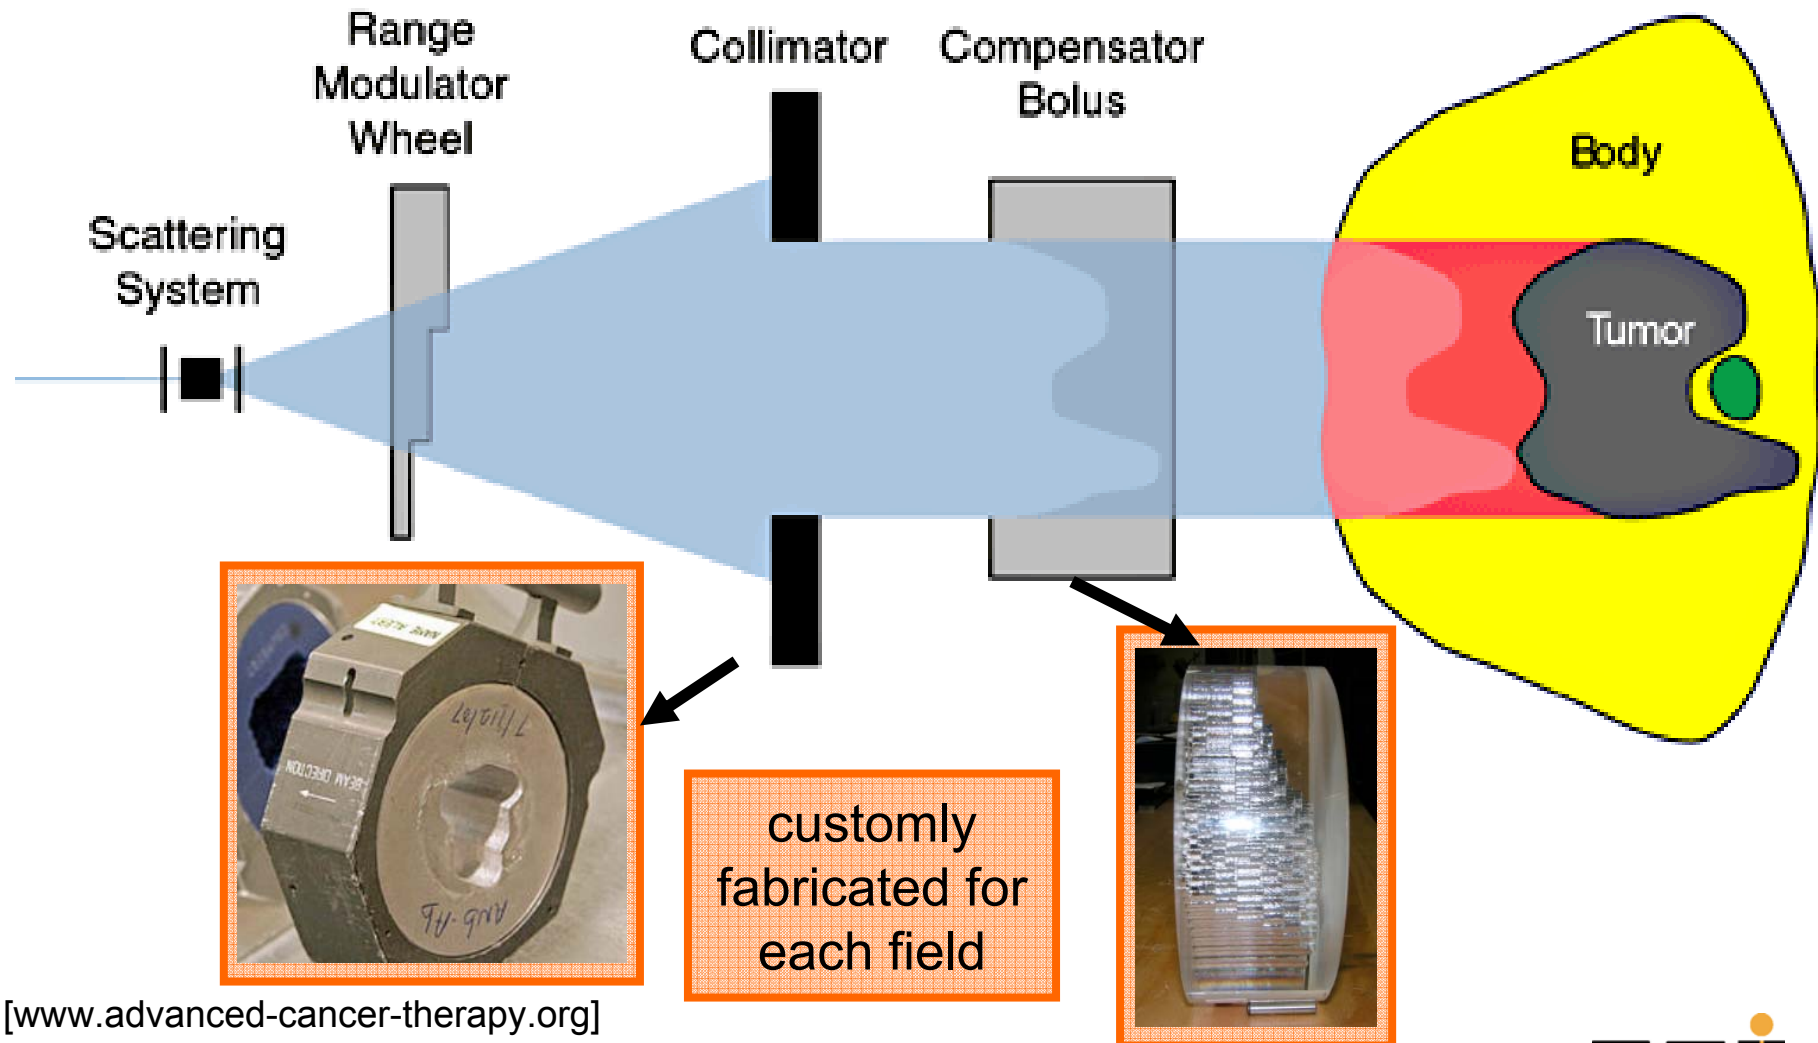 Range
Modulator
Wheel
Collimator
Compensator
Bolus
Body
Scattering
System
Tumor
BEAM DIRECTION
customly
fabricated for
each field
[www.advanced-cancer-therapy.org]